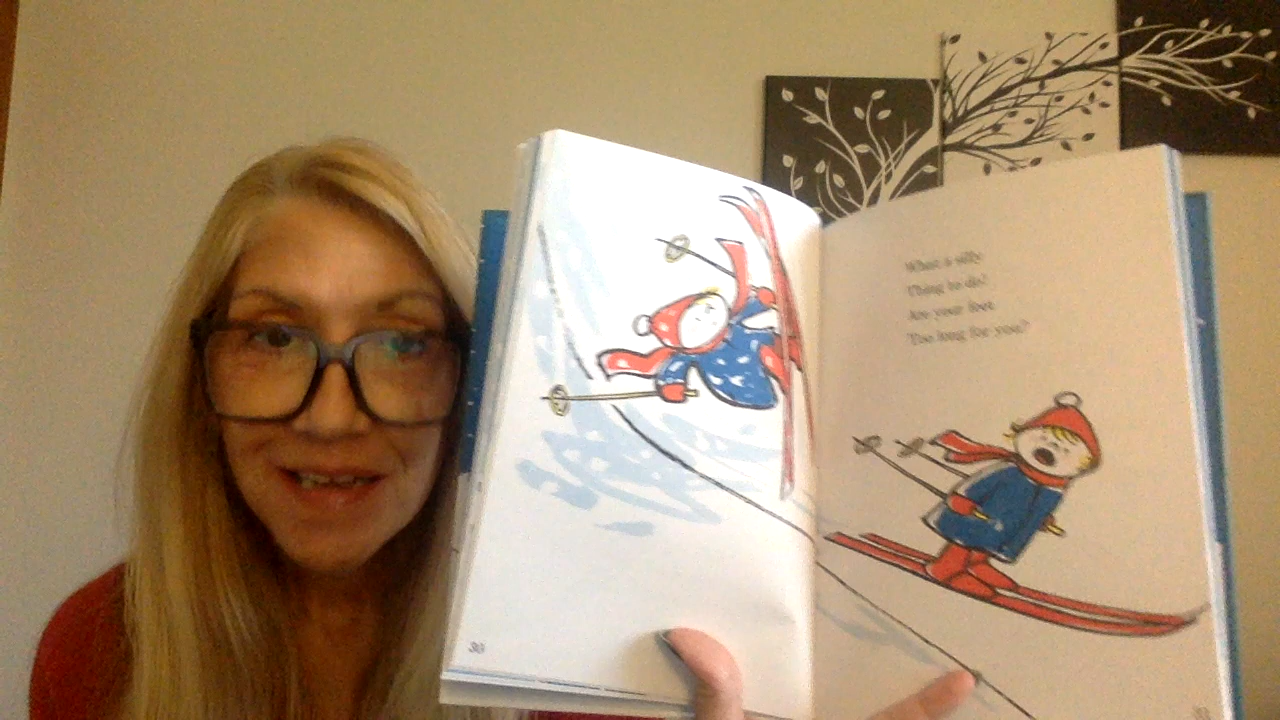 30
What a silly
Thing to do!
Are your feet
Too long for you?